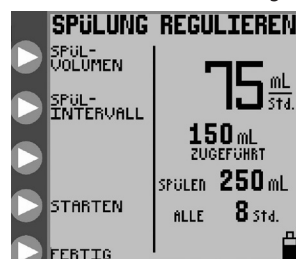 SPÜLUNG REGULIEREN
SPÜL-
VOLUMEN
SPÜL-
INTERVALL
STARTEN
FERTIG
75 mL
Std.
150 mL
ZUGEFÜHRT
SPÜLEN 250 mL
ALLE 8 Std.